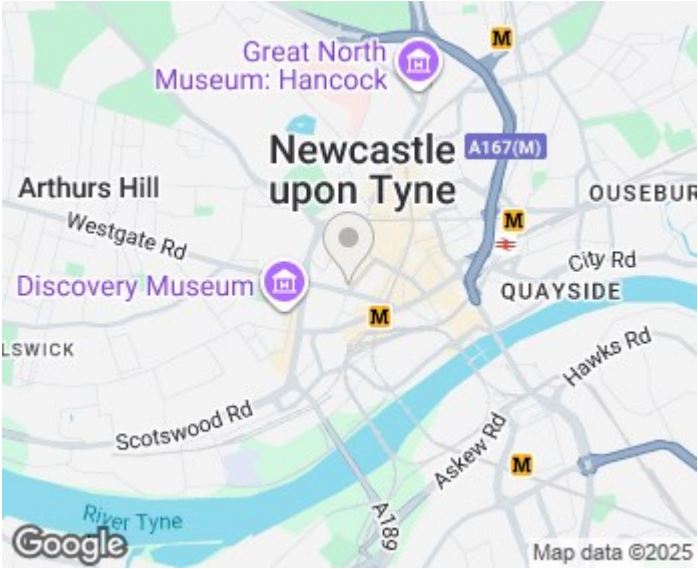 M
Great North
Museum: Hancock
Newcastle
upon Tyne
A167(M)
Arthurs Hill
OUSEBUR
M
Westgate Rd
City Rd
Discovery Museum
QUAYSIDE
M
LSWICK
Hawks Rd
Scotswood Rd
Askew Rd
M
River Tyne
A189
Google
Map data ©2025